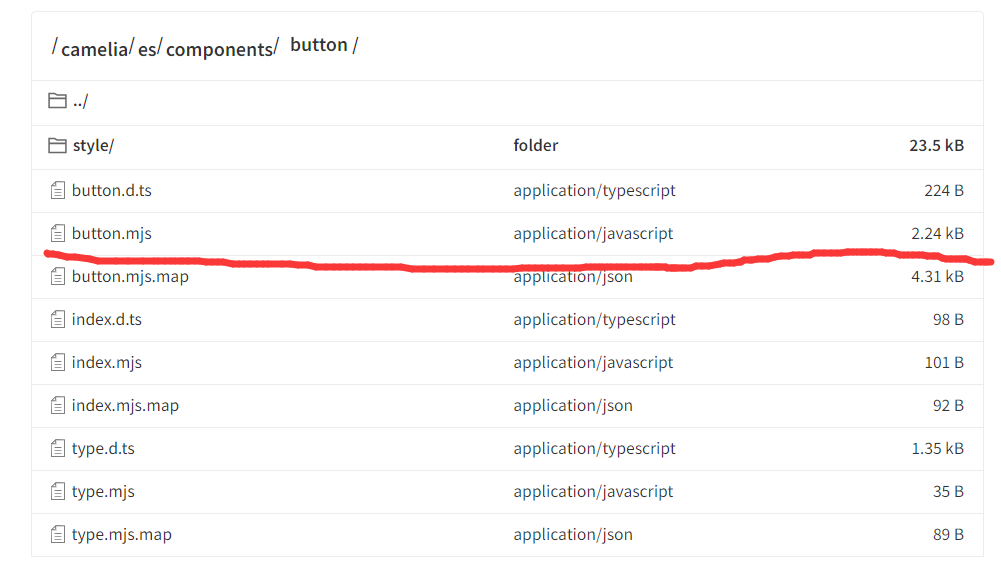 /camelia/es/components/ button /
../
style/ folder 23.5 kB
button.d.ts application/typescript 224 B
button.mjs application/javascript 2.24 kB
button.mjs.map application/json 4.31 kB
index.d.ts application/typescript 98 B
index.mjs application/javascript 101 B
index.mjs.map application/json 92 B
type.d.ts application/typescript 1.35 kB
type.mjs application/javascript 35 B
type.mjs.map application/json 89 B